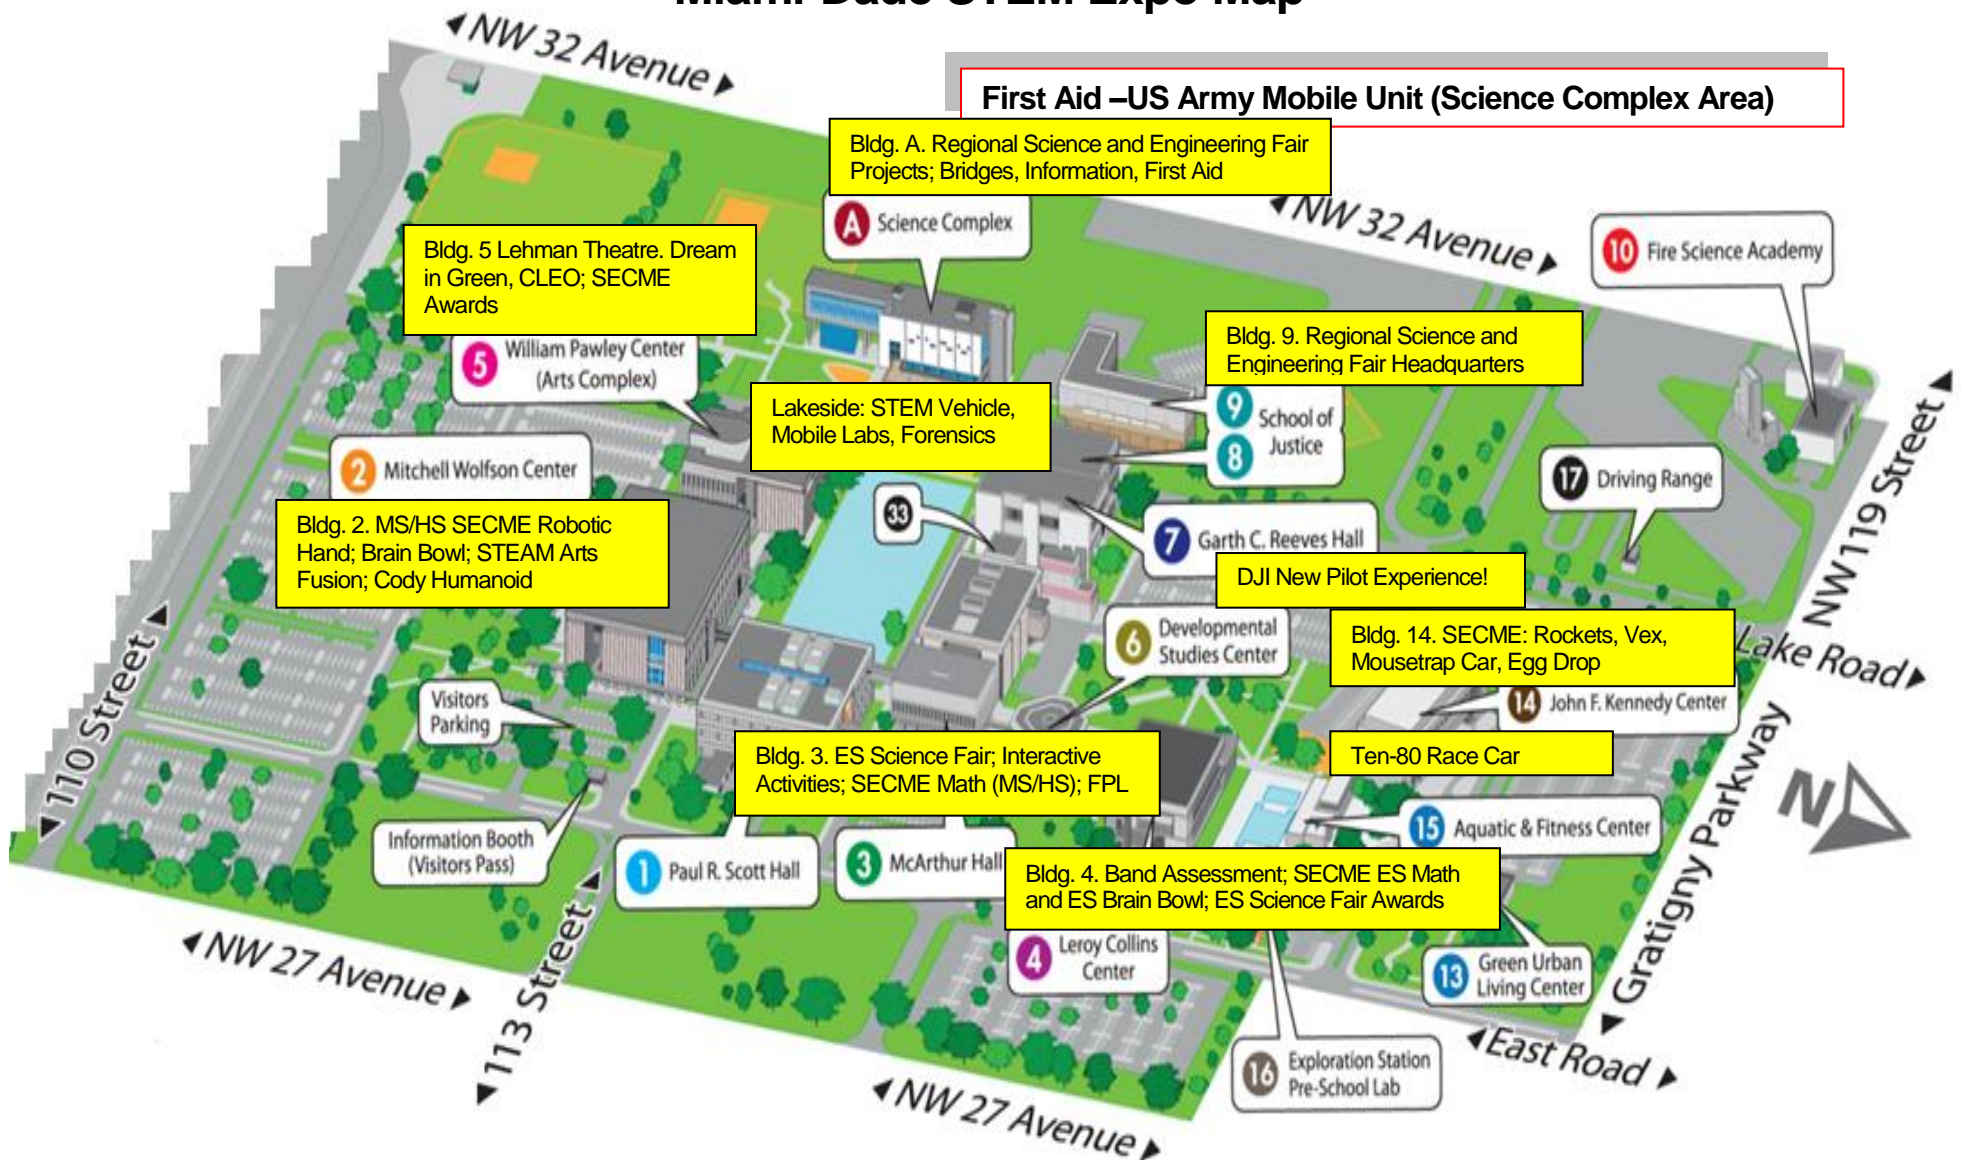 Miami-Dade STEM Expo Map
NW 32 Avenue
First Aid –US Army Mobile Unit (Science Complex Area)
Bldg. A. Regional Science and Engineering Fair
Projects; Bridges, Information, First Aid
A Science Complex
NW 32 Avenue
10 Fire Science Academy
Bldg. 5 Lehman Theatre. Dream
in Green, CLEO; SECME
Awards
5 William Pawley Center
(Arts Complex)
Bldg. 9. Regional Science and
Engineering Fair Headquarters
9
8
School of
Justice
Lakeside: STEM Vehicle,
Mobile Labs, Forensics
2 Mitchell Wolfson Center
Bldg. 2. MS/HS SECME Robotic
Hand; Brain Bowl; STEAM Arts
Fusion; Cody Humanoid
33
17 Driving Range
7 Garth C. Reeves Hall
DJI New Pilot Experience!
NW 119 Street
6 Developmental
Studies Center
Bldg. 14. SECME: Rockets, Vex,
Mousetrap Car, Egg Drop
Lake Road
14 John F. Kennedy Center
Visitors
Parking
110 Street
Bldg. 3. ES Science Fair; Interactive
Activities; SECME Math (MS/HS); FPL
Ten-80 Race Car
N
Gratigny Parkway
15 Aquatic & Fitness Center
Information Booth
(Visitors Pass)
1 Paul R. Scott Hall
3 McArthur Hall
Bldg. 4. Band Assessment; SECME ES Math
and ES Brain Bowl; ES Science Fair Awards
4 Leroy Collins
Center
13 Green Urban
Living Center
NW 27 Avenue
113 Street
16 Exploration Station
Pre-School Lab
East Road
NW 27 Avenue